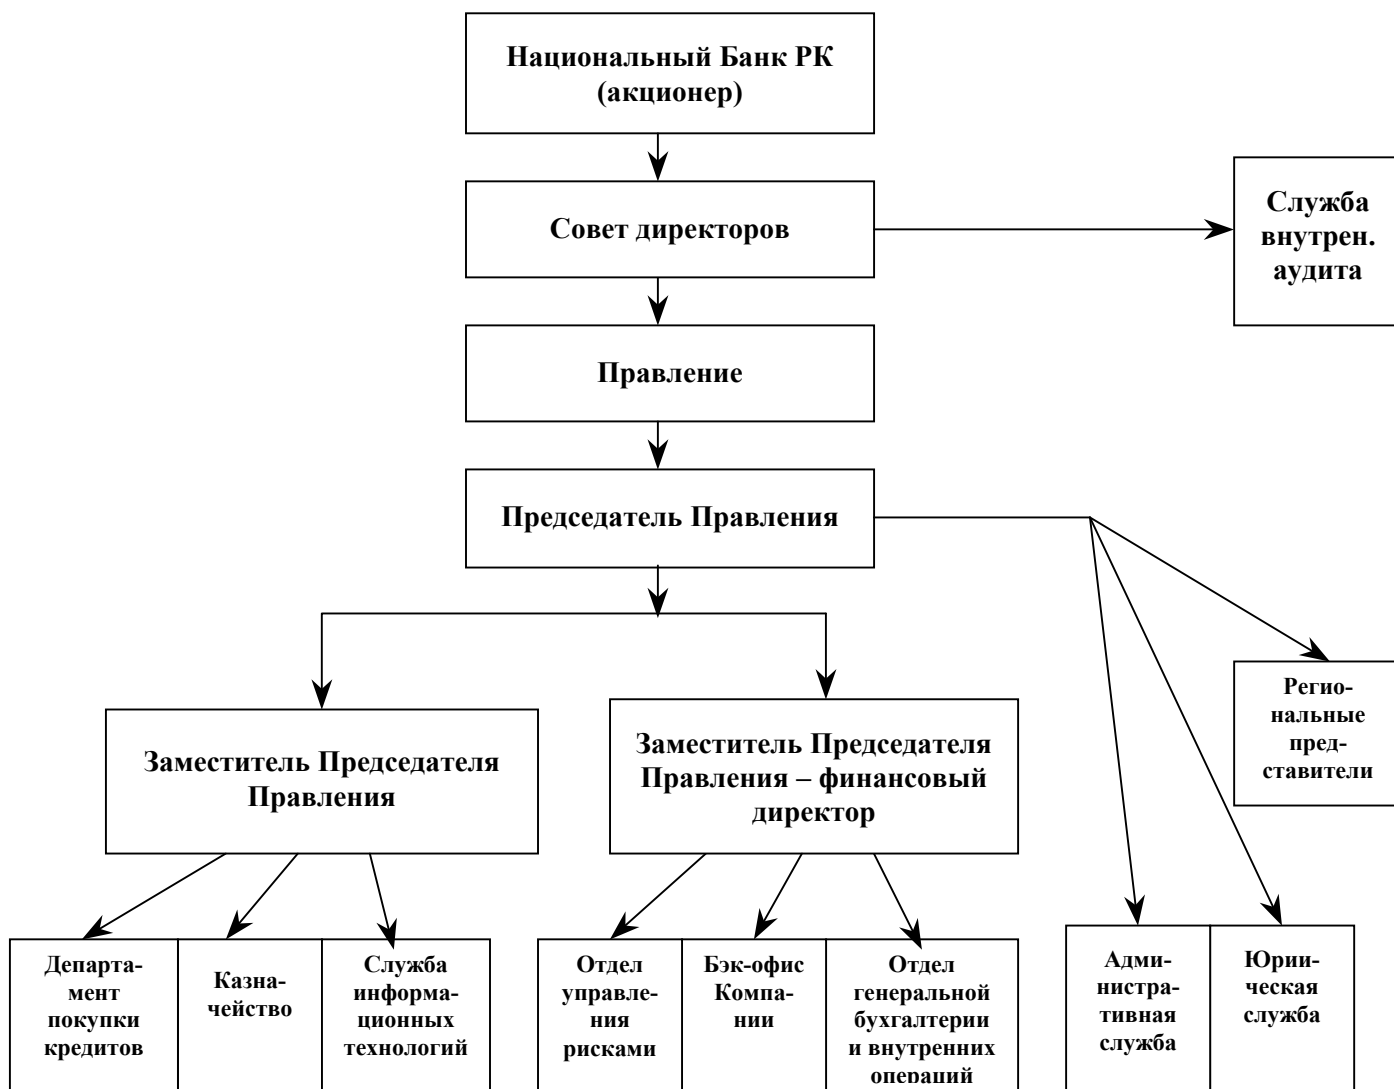 Национальный Банк РК
(акционер)
Совет директоров
Служба
внутрен.
аудита
Правление
Председатель Правления
Регио-
нальные
пред-
ставители
Заместитель Председателя
Правления
Заместитель Председателя
Правления – финансовый
директор
Департа-
мент
покупки
кредитов
Казна-
чейство
Служба
информа-
ционных
технологий
Отдел
управле-
ния
рисками
Бэк-офис
Компа-
нии
Отдел
генеральной
бухгалтерии
и внутренних
операций
Адми-
нистра-
тивная
служба
Юрии-
ческая
служба